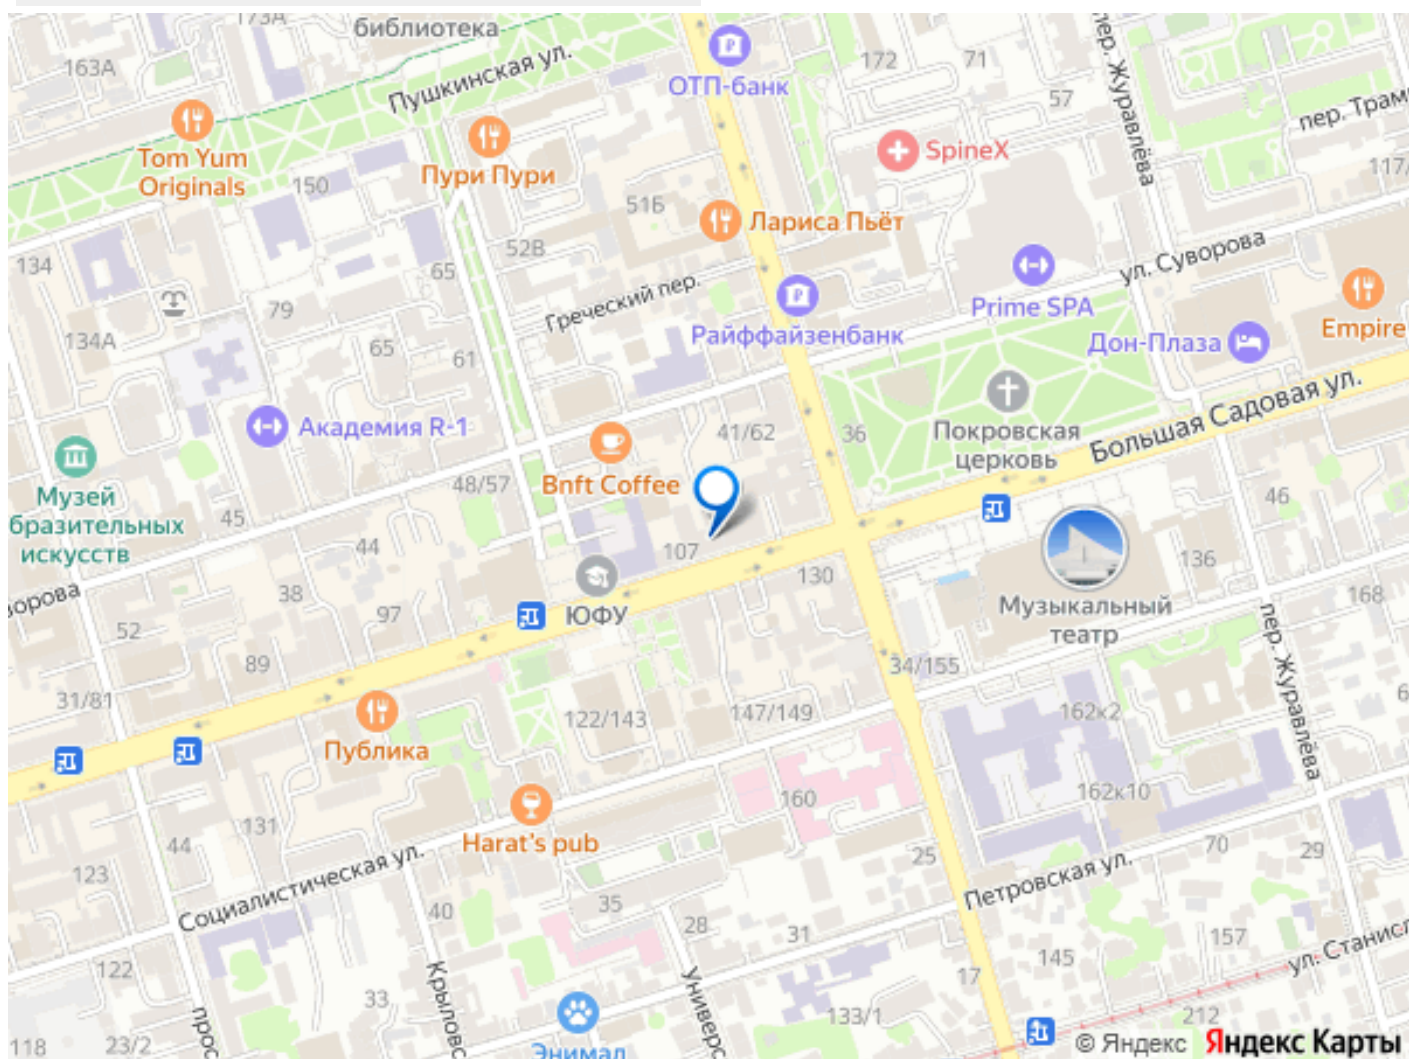 173А
библиотека
163А
Пушкинская ул.
ОТП-банк
172
71
57
пер. Журавлёва
пер. Трам
Tom Yum
Originals
150
Пури Пури
SpineX
117/
51Б
Лариса Пьёт
52В
134
65
ул. Суворова
79
Греческий пер.
Prime SPA
Райффайзенбанк
Дон-Плаза
Empire
134А
65
61
Академия R-1
41/62
36
Покровская
церковь
Большая Садовая ул.
Музей
бразительных
искусств
48/57
Bnft Coffee
45
44
107
46
136
130
ворова
38
97
ЮФУ
Музыкальный
театр
168
52
89
34/155
пер. Журавлёва
31/81
122/143
147/149
162к2
6
Публика
160
162к10
131
44
Harat's pub
25
70
29
123
Социалистическая ул.
Петровская ул.
40
35
28
31
157
145
ул. Станисл
122
17
33
Крыловс
Универс
прос
133/1
212
118
23/2
Энимал
© Яндекс Яндекс Карты